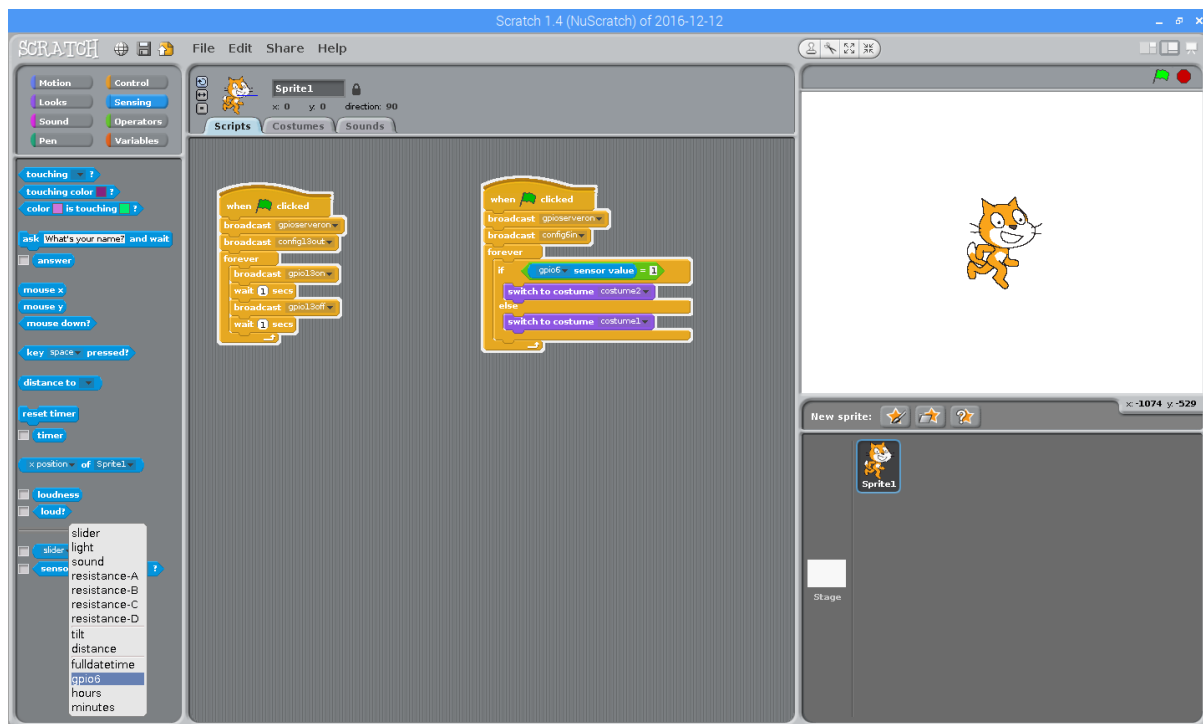 Scratch 1.4 (NuScratch) of 2016-12-12
SCRATCH File Edit Share Help
Motion Control
Looks Sensing
Sound Operators
Pen Variables
Sprite1
x: 0 y: 0 direction: 90
Scripts Costumes Sounds
touching ?
touching color ?
color is touching ?
ask What's your name? and wait
answer
mouse x
mouse y
mouse down?
key space pressed?
distance to
reset timer
timer
x position of Sprite1
loudness
loud?
slider
senso ?
slider
light
sound
resistance-A
resistance-B
resistance-C
resistance-D
tilt
distance
fulldatetime
gpio6
hours
minutes
when clicked
broadcast gpioserveron
broadcast config13out
forever
broadcast gpio13on
wait 1 secs
broadcast gpio13off
wait 1 secs
when clicked
broadcast gpioserveron
broadcast config6in
forever
if gpio6 sensor value = 1
switch to costume costume2
else
switch to costume costume1
x: -1074 y: -529
New sprite:
Sprite1
Stage